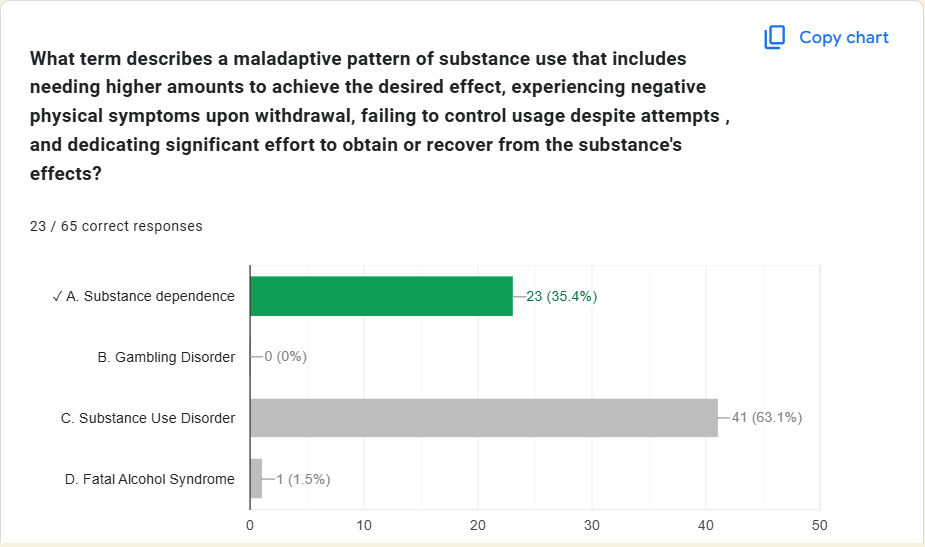 Copy chart
What term describes a maladaptive pattern of substance use that includes
needing higher amounts to achieve the desired effect, experiencing negative
physical symptoms upon withdrawal, failing to control usage despite attempts ,
and dedicating significant effort to obtain or recover from the substance's
effects?
23 / 65 correct responses
✓ A. Substance dependence
23 (35.4%)
B. Gambling Disorder
0 (0%)
C. Substance Use Disorder
41 (63.1%)
D. Fatal Alcohol Syndrome
1 (1.5%)
0 10 20 30 40 50